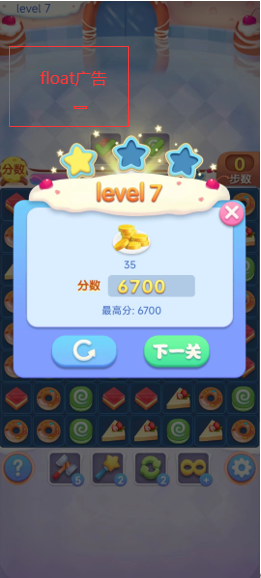 level 7
float广告
分数
0
步数
level 7
35
分数 6700
最高分: 6700
下一关
?
5
2
2
+